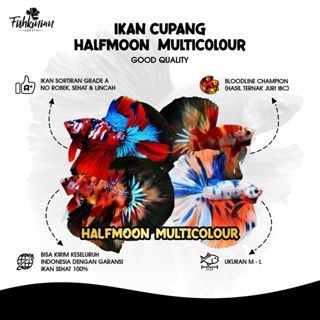 Fishkinian
IKAN CUPANG
HALFMOON MULTICOLOUR
GOOD QUALITY
IKAN SORTIRAN GRADE A
NO ROBEK, SEHAT & LINCAH
BLOODLINE CHAMPION
(HASIL TERNAK JURI IBC)
HALFMOON MULTICOLOUR
BISA KIRIM KESELURUH
INDONESIA DENGAN GARANSI
IKAN SEHAT 100%
UKURAN M - L